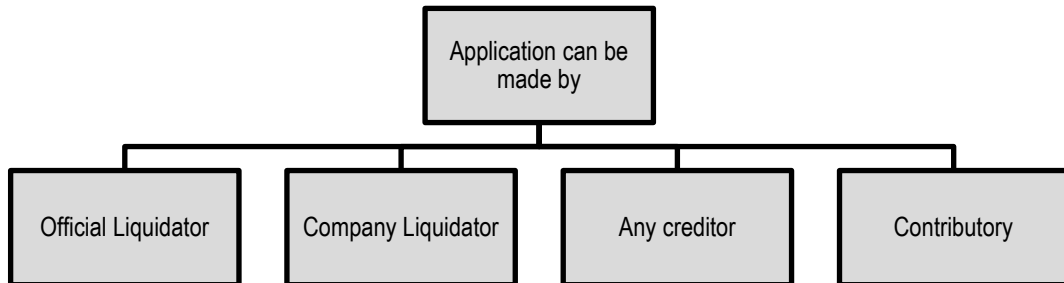 Application can be
made by
Official Liquidator
Company Liquidator
Any creditor
Contributory